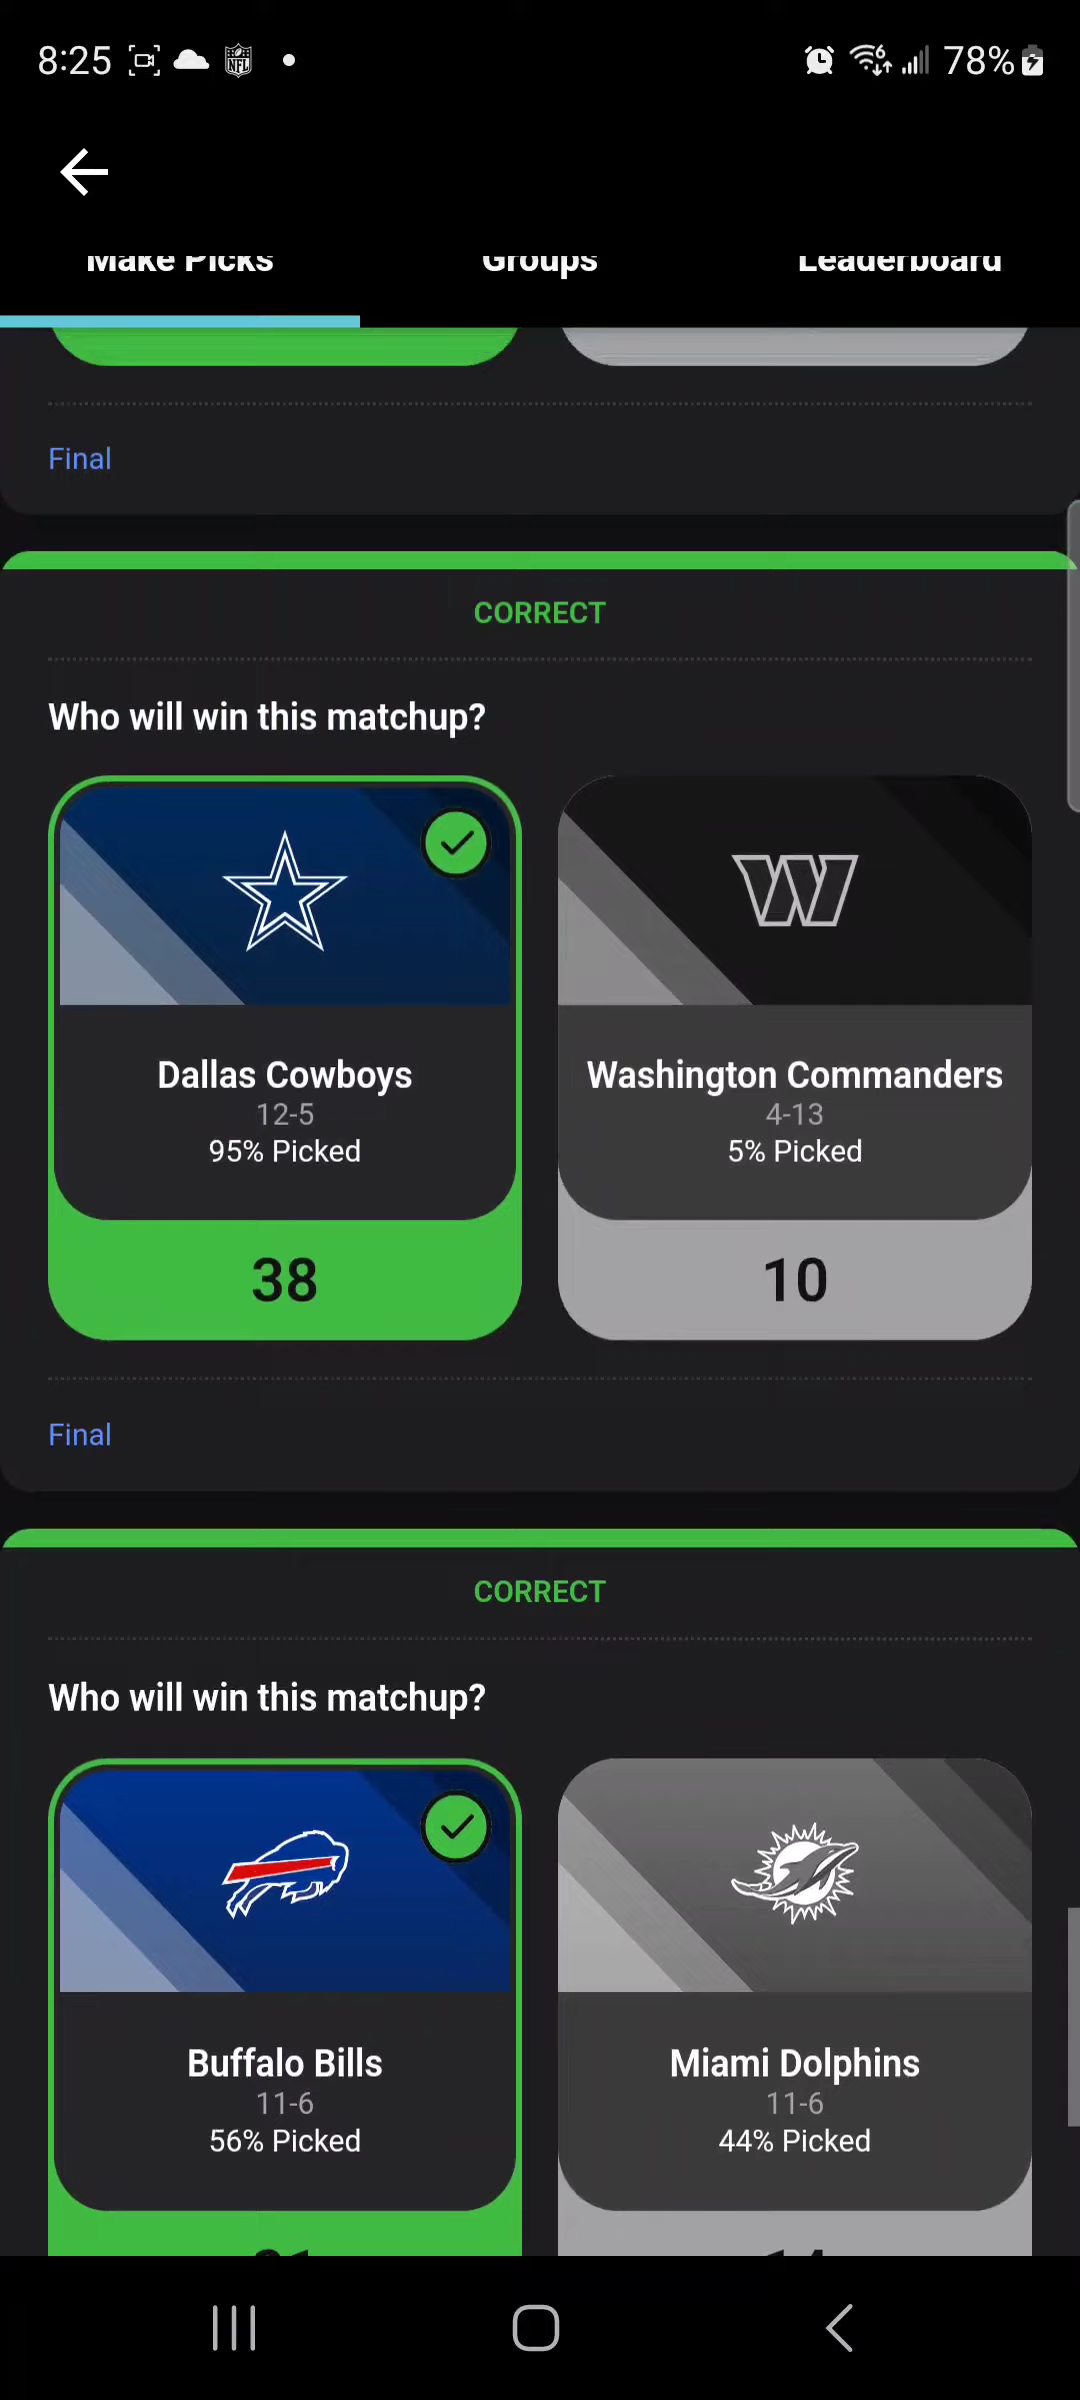 8:25
78%
Make Picks Groups Leaderboard
Final
CORRECT
Who will win this matchup?
Dallas Cowboys
12-5
95% Picked
38
Washington Commanders
4-13
5% Picked
10
Final
CORRECT
Who will win this matchup?
Buffalo Bills
11-6
56% Picked
Miami Dolphins
11-6
44% Picked